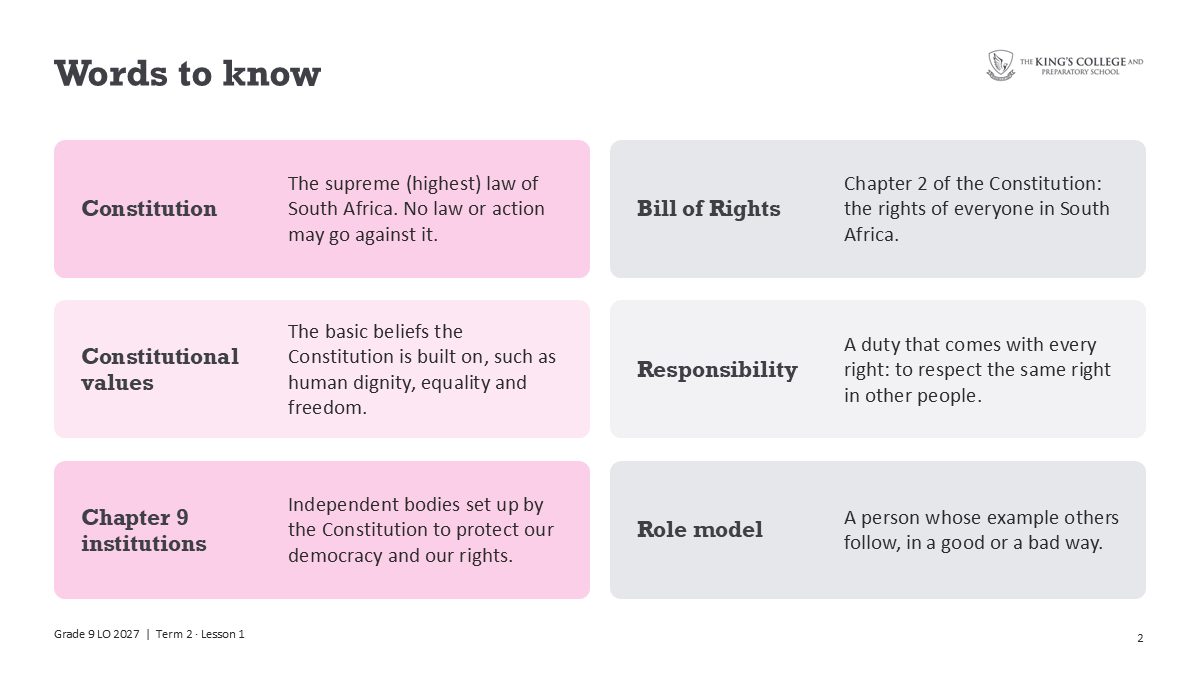 Words to know
THE KING'S COLLEGE AND
PREPARATORY SCHOOL
Constitution
The supreme (highest) law of
South Africa. No law or action
may go against it.
Bill of Rights
Chapter 2 of the Constitution:
the rights of everyone in South
Africa.
Constitutional
values
The basic beliefs the
Constitution is built on, such as
human dignity, equality and
freedom.
Responsibility
A duty that comes with every
right: to respect the same right
in other people.
Chapter 9
institutions
Independent bodies set up by
the Constitution to protect our
democracy and our rights.
Role model
A person whose example others
follow, in a good or a bad way.
Grade 9 LO 2027 | Term 2 · Lesson 1
2